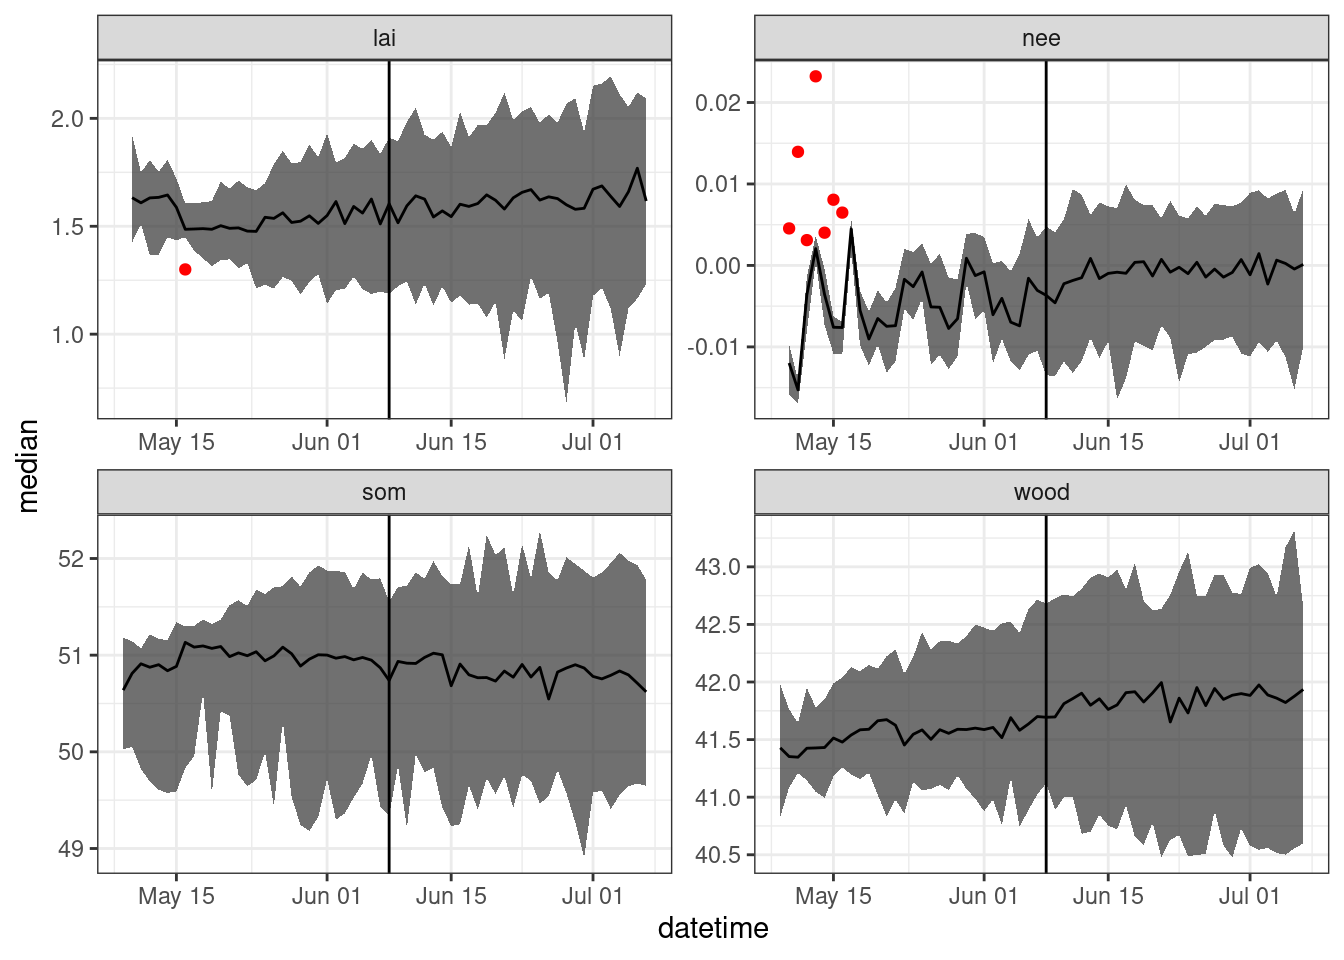 lai
nee
2.0
1.5
1.0
0.02
0.01
0.00
-0.01
May 15 Jun 01 Jun 15 Jul 01
May 15 Jun 01 Jun 15 Jul 01
median
som
wood
52
51
50
49
43.0
42.5
42.0
41.5
41.0
40.5
May 15 Jun 01 Jun 15 Jul 01
May 15 Jun 01 Jun 15 Jul 01
datetime